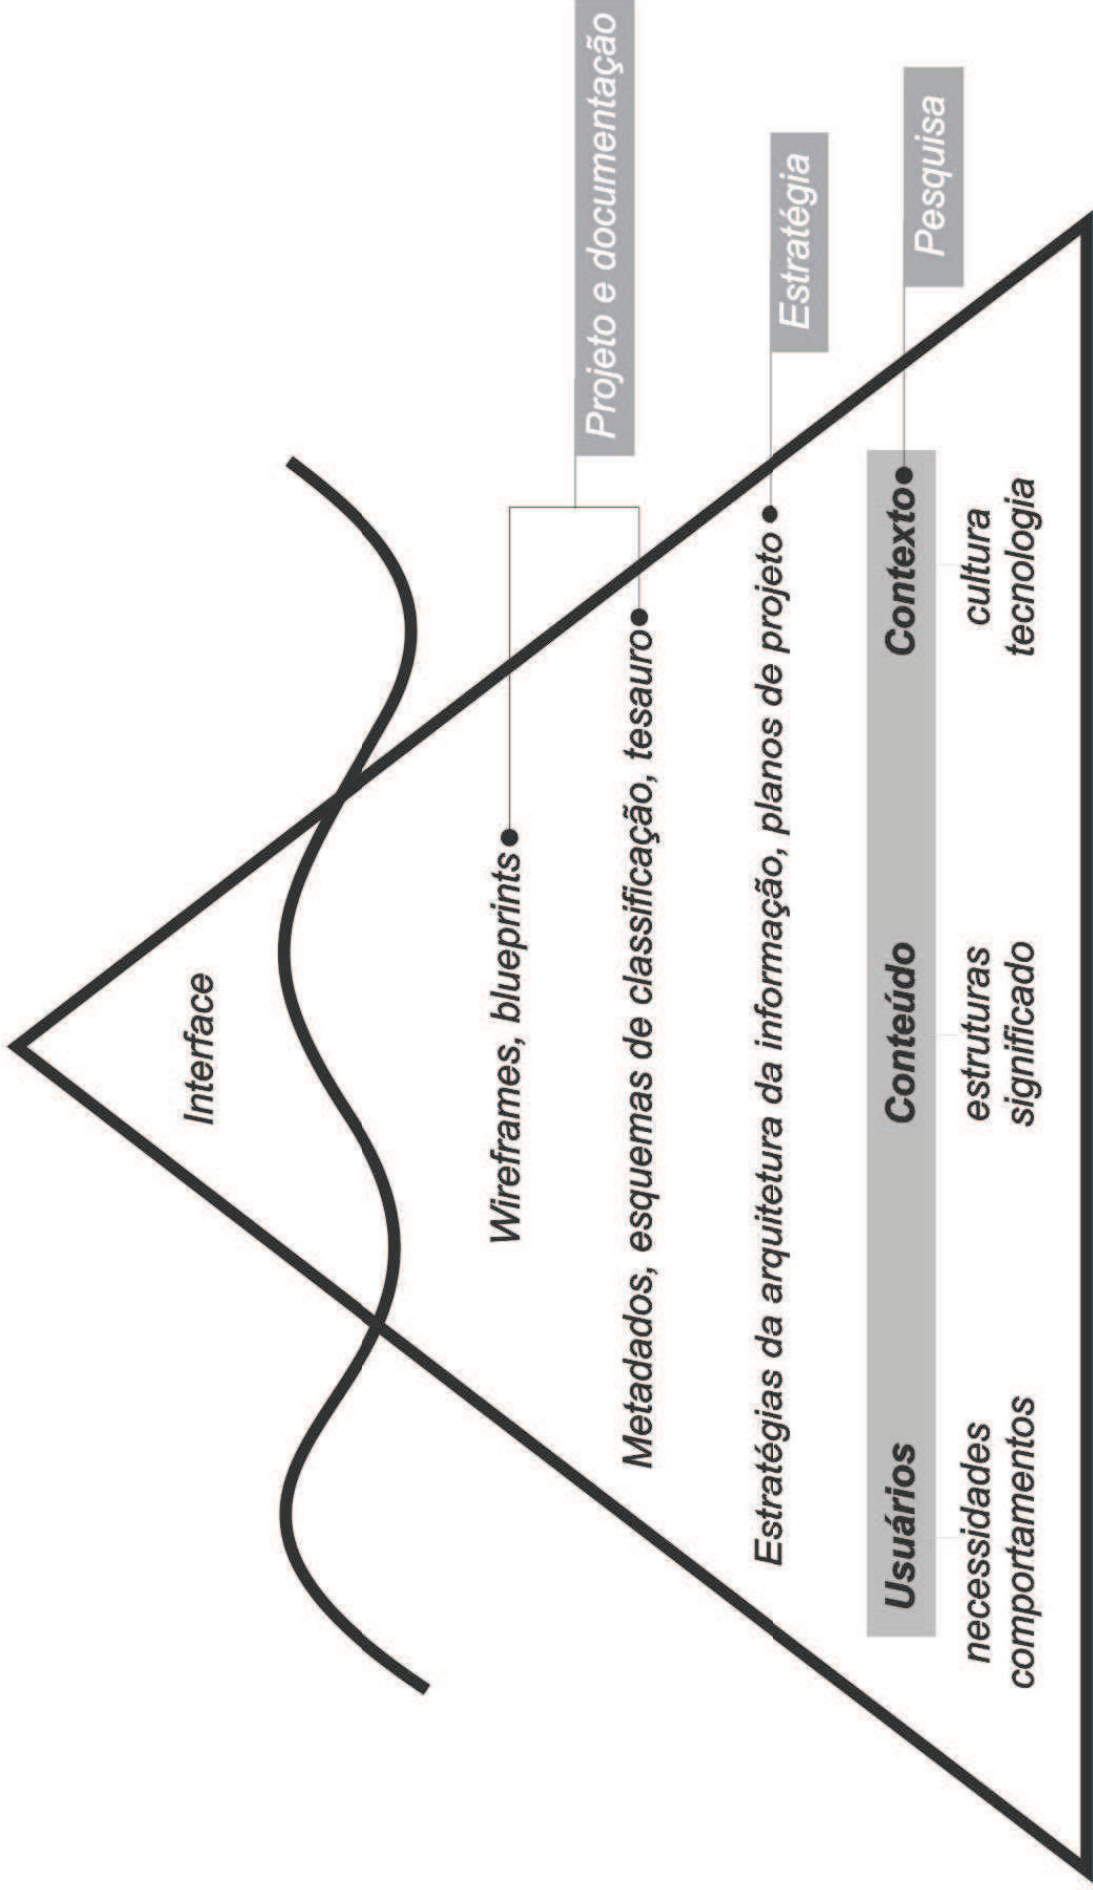 Interface
Wireframes, blueprints
Projeto e documentação
Metadados, esquemas de classificação, tesauro
Estratégias da arquitetura da informação, planos de projeto
Estratégia
Usuários
Conteúdo
Contexto
Pesquisa
necessidades
comportamentos
estruturas
significado
cultura
tecnologia